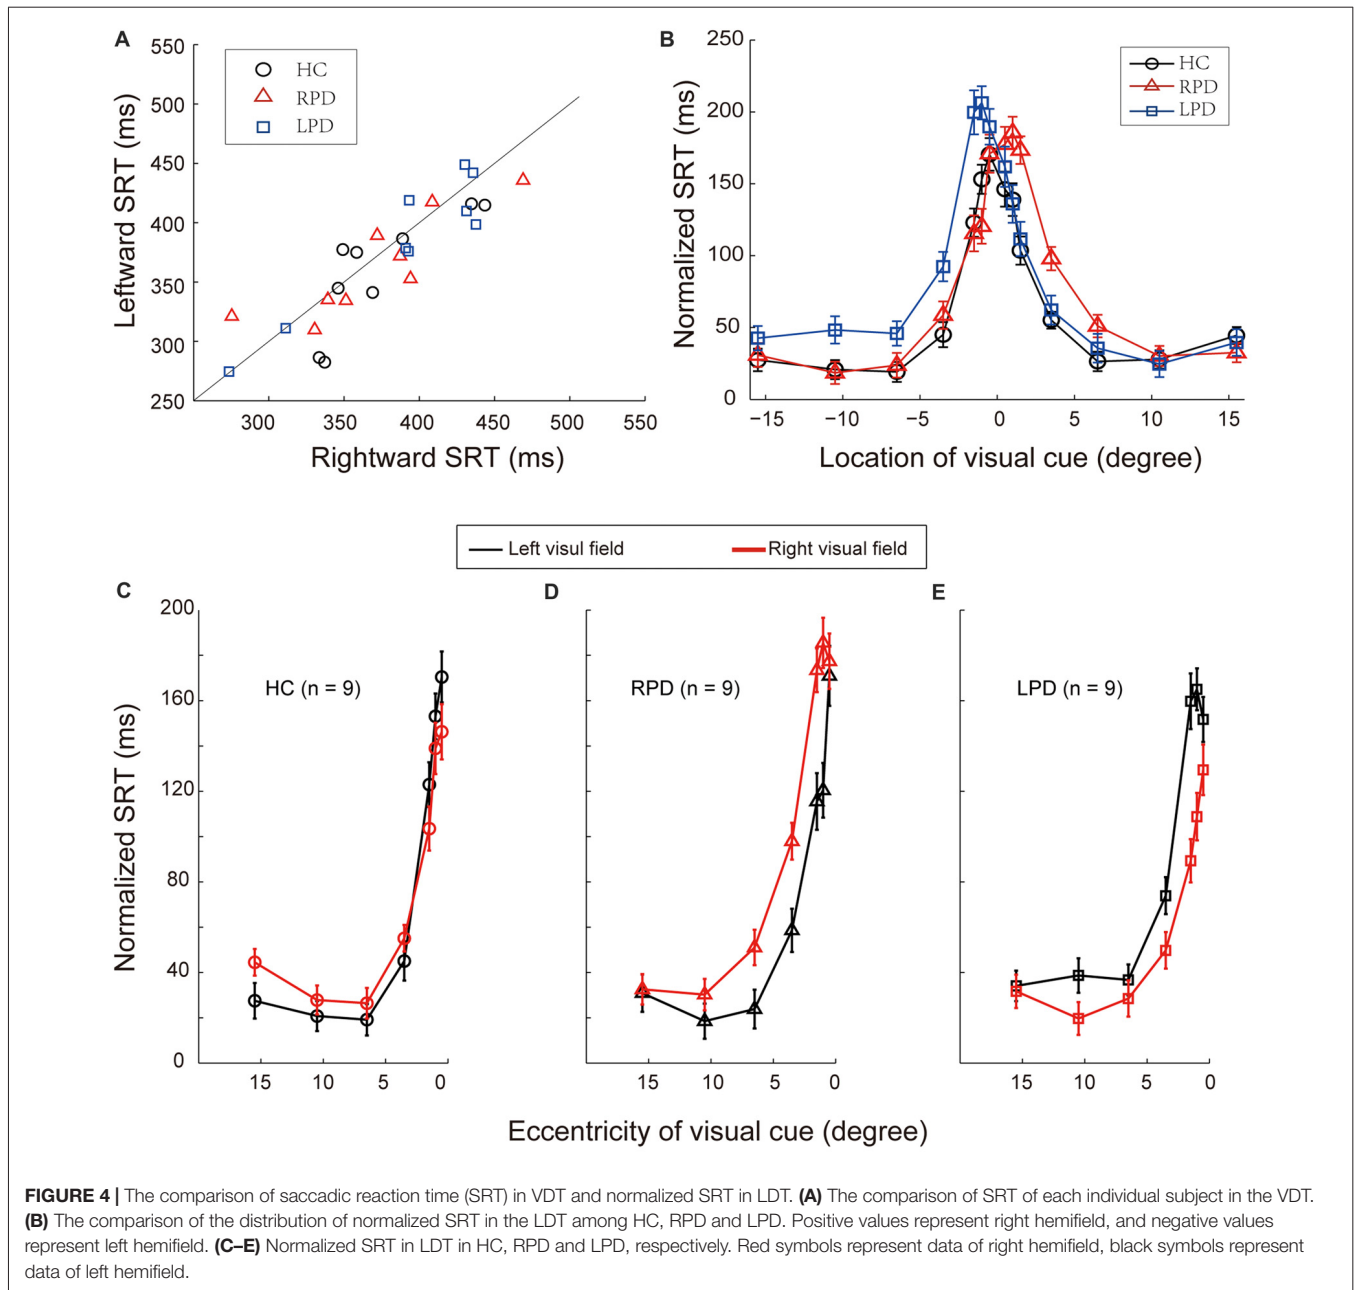 A
550
500
450
400
350
300
250
HC
RPD
LPD
Leftward SRT (ms)
300 350 400 450 500 550
Rightward SRT (ms)
B
250
200
150
100
50
0
HC
RPD
LPD
Normalized SRT (ms)
−15 −10 −5 0 5 10 15
Location of visual cue (degree)
Left visul field Right visual field
C
200
160
120
80
40
0
HC (n = 9)
Normalized SRT (ms)
15 10 5 0
D
RPD (n = 9)
15 10 5 0
E
LPD (n = 9)
15 10 5 0
Eccentricity of visual cue (degree)
FIGURE 4 | The comparison of saccadic reaction time (SRT) in VDT and normalized SRT in LDT. (A) The comparison of SRT of each individual subject in the VDT.
(B) The comparison of the distribution of normalized SRT in the LDT among HC, RPD and LPD. Positive values represent right hemifield, and negative values
represent left hemifield. (C–E) Normalized SRT in LDT in HC, RPD and LPD, respectively. Red symbols represent data of right hemifield, black symbols represent
data of left hemifield.